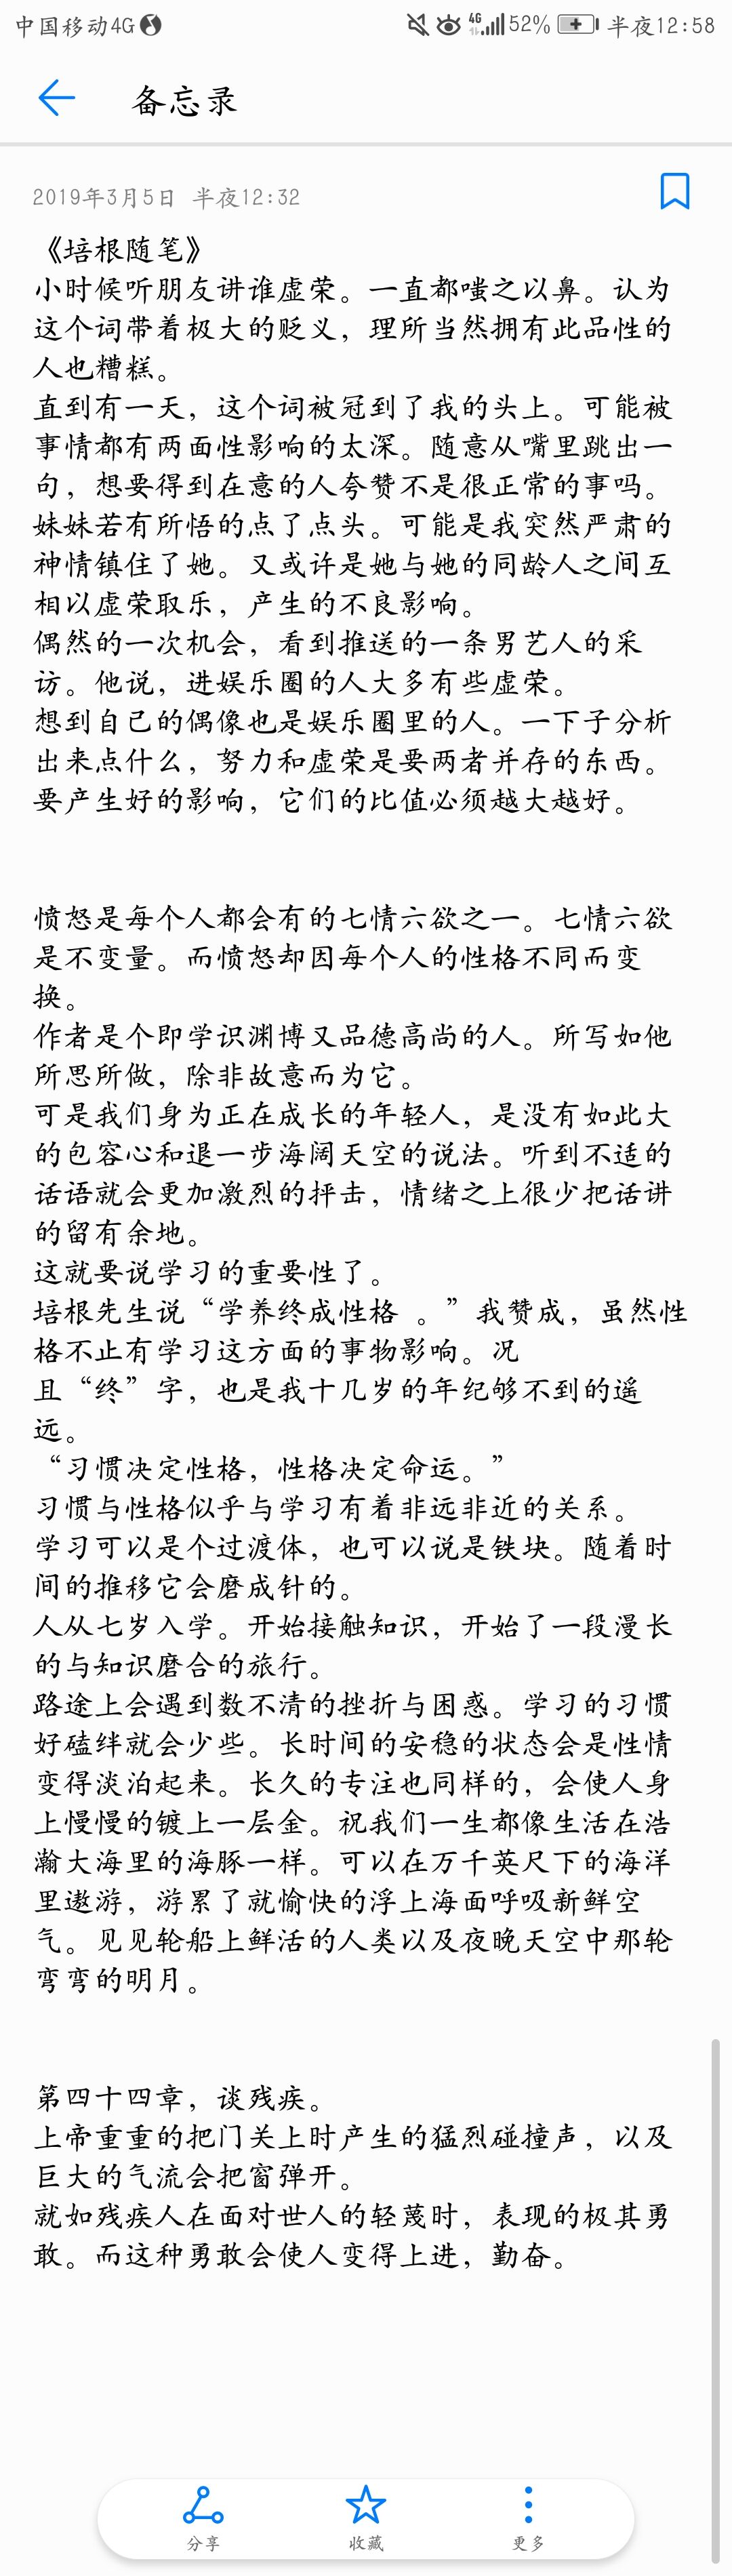 中国移动4G
4G 52% 半夜12:58
备忘录
2019年3月5日 半夜12:32
《培根随笔》
小时候听朋友讲谁虚荣。一直都嗤之以鼻。认为
这个词带着极大的贬义，理所当然拥有此品性的
人也糟糕。
直到有一天，这个词被冠到了我的头上。可能被
事情都有两面性影响的太深。随意从嘴里跳出一
句，想要得到在意的人夸赞不是很正常的事吗。
妹妹若有所悟的点了点头。可能是我突然严肃的
神情镇住了她。又或许是她与她的同龄人之间互
相以虚荣取乐，产生的不良影响。
偶然的一次机会，看到推送的一条男艺人的采
访。他说，进娱乐圈的人大多有些虚荣。
想到自己的偶像也是娱乐圈里的人。一下子分析
出来点什么，努力和虚荣是要两者并存的东西。
要产生好的影响，它们的比值必须越大越好。
愤怒是每个人都会有的七情六欲之一。七情六欲
是不变量。而愤怒却因每个人的性格不同而变
换。
作者是个即学识渊博又品德高尚的人。所写如他
所思所做，除非故意而为它。
可是我们身为正在成长的年轻人，是没有如此大
的包容心和退一步海阔天空的说法。听到不适的
话语就会更加激烈的抨击，情绪之上很少把话讲
的留有余地。
这就要说学习的重要性了。
培根先生说“学养终成性格 。”我赞成，虽然性
格不止有学习这方面的事物影响。况
且“终”字，也是我十几岁的年纪够不到的遥
远。
“习惯决定性格，性格决定命运。”
习惯与性格似乎与学习有着非远非近的关系。
学习可以是个过渡体，也可以说是铁块。随着时
间的推移它会磨成针的。
人从七岁入学。开始接触知识，开始了一段漫长
的与知识磨合的旅行。
路途上会遇到数不清的挫折与困惑。学习的习惯
好磕绊就会少些。长时间的安稳的状态会是性情
变得淡泊起来。长久的专注也同样的，会使人身
上慢慢的镀上一层金。祝我们一生都像生活在浩
瀚大海里的海豚一样。可以在万千英尺下的海洋
里遨游，游累了就愉快的浮上海面呼吸新鲜空
气。见见轮船上鲜活的人类以及夜晚天空中那轮
弯弯的明月。
第四十四章，谈残疾。
上帝重重的把门关上时产生的猛烈碰撞声，以及
巨大的气流会把窗弹开。
就如残疾人在面对世人的轻蔑时，表现的极其勇
敢。而这种勇敢会使人变得上进，勤奋。
分享 收藏 更多